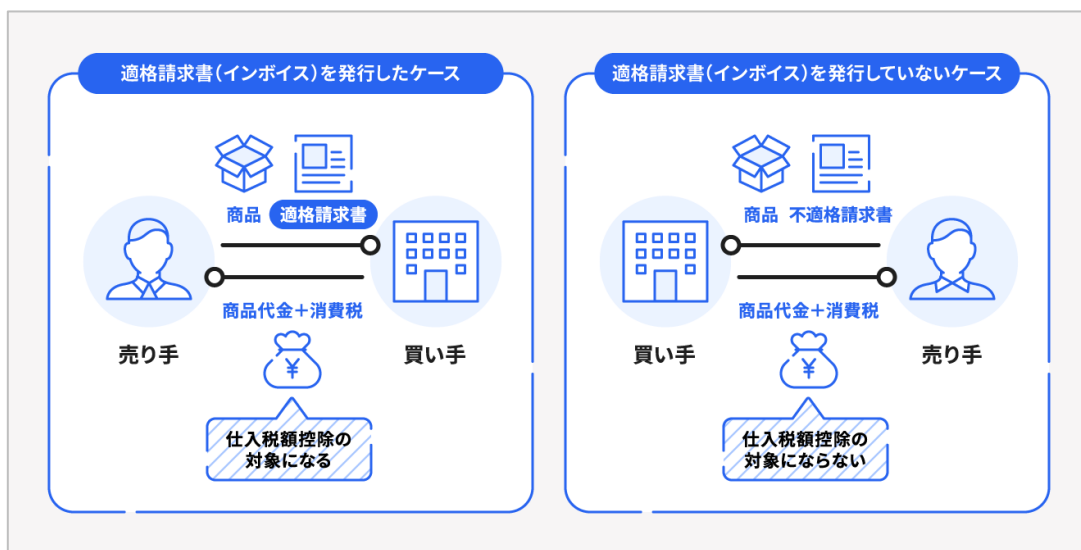 適格請求書(インボイス)を発行したケース
商品 適格請求書
商品代金+消費税
¥
売り手
買い手
仕入税額控除の
対象になる
適格請求書(インボイス)を発行していないケース
商品 不適格請求書
商品代金+消費税
¥
買い手
売り手
仕入税額控除の
対象にならない